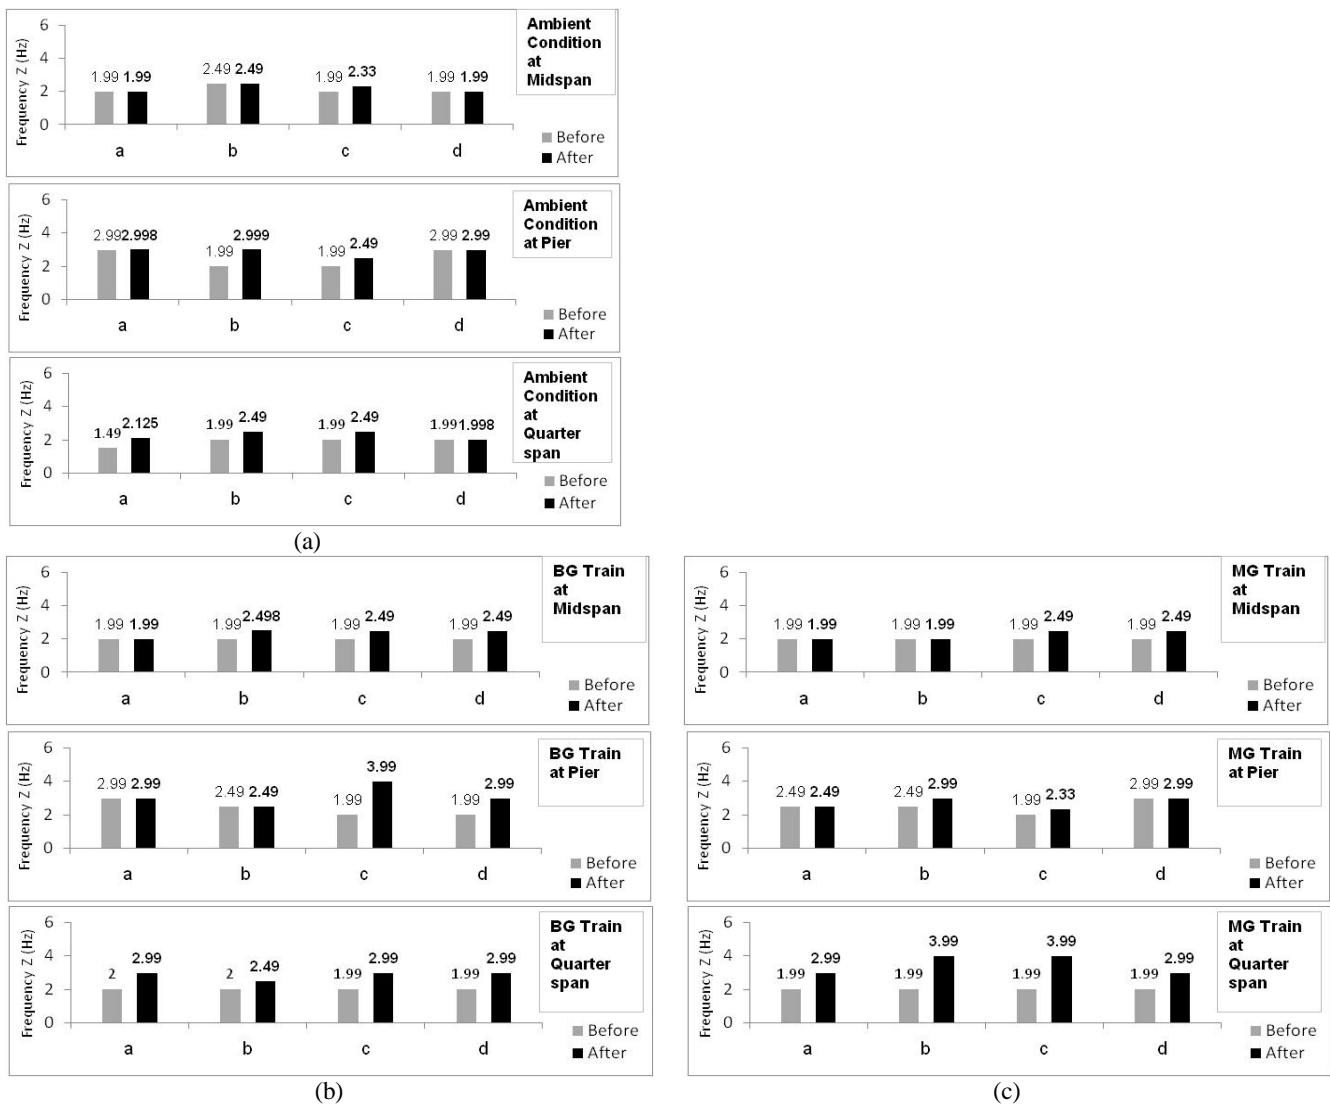 Ambient
Condition
at
Midspan
Frequency Z (Hz)
6
4
2
0
1.99 1.99
2.49 2.49
1.99 2.33
1.99 1.99
a b c d
Before
After
Ambient
Condition
at Pier
Frequency Z (Hz)
6
4
2
0
2.99 2.998
1.99 2.999
1.99 2.49
2.99 2.99
a b c d
Before
After
Ambient
Condition
at
Quarter
span
Frequency Z (Hz)
6
4
2
0
1.49 2.125
1.99 2.49
1.99 2.49
1.99 1.998
a b c d
Before
After
(a)
BG Train
at
Midspan
Frequency Z (Hz)
6
4
2
0
1.99 1.99
1.99 2.498
1.99 2.49
1.99 2.49
a b c d
Before
After
BG Train
at Pier
Frequency Z (Hz)
6
4
2
0
2.99 2.99
2.49 2.49
1.99 3.99
1.99 2.99
a b c d
Before
After
BG Train
at
Quarter
span
Frequency Z (Hz)
6
4
2
0
2 2.99
2 2.49
1.99 2.99
1.99 2.99
a b c d
Before
After
(b)
MG Train
at
Midspan
Frequency Z (Hz)
6
4
2
0
1.99 1.99
1.99 1.99
1.99 2.49
1.99 2.49
a b c d
Before
After
MG Train
at Pier
Frequency Z (Hz)
6
4
2
0
2.49 2.49
2.49 2.99
1.99 2.33
2.99 2.99
a b c d
Before
After
MG Train
at
Quarter
span
Frequency Z (Hz)
6
4
2
0
1.99 2.99
1.99 3.99
1.99 3.99
1.99 2.99
a b c d
Before
After
(c)